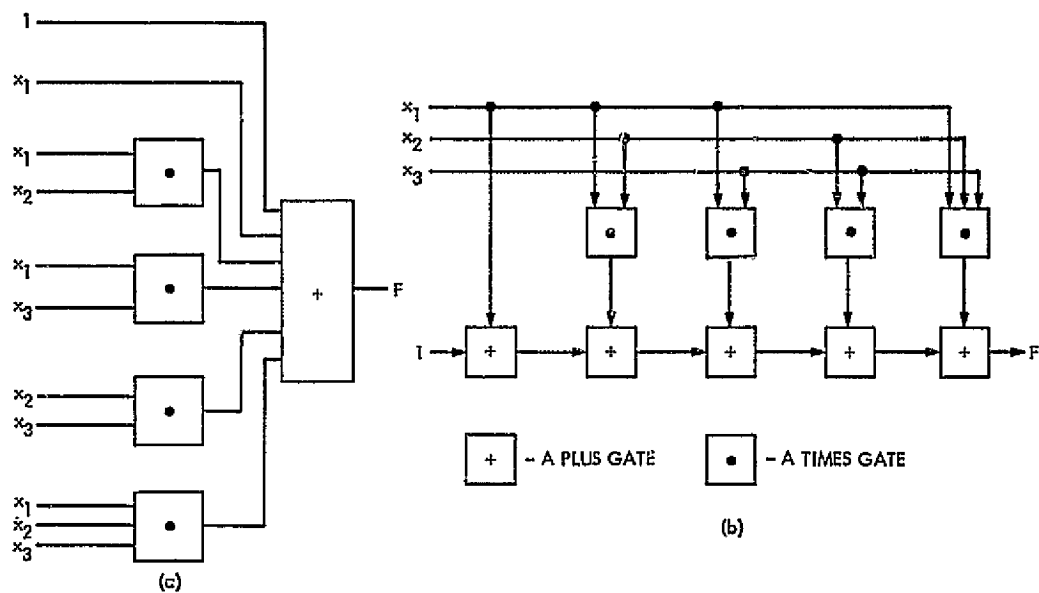 1
x1
x1
•
x2
x1
•
x3
+
F
x2
•
x3
x1
x2
•
x3
(a)
x1
x2
x3
• • • •
1 + + + + + F
+ – A PLUS GATE • – A TIMES GATE
(b)